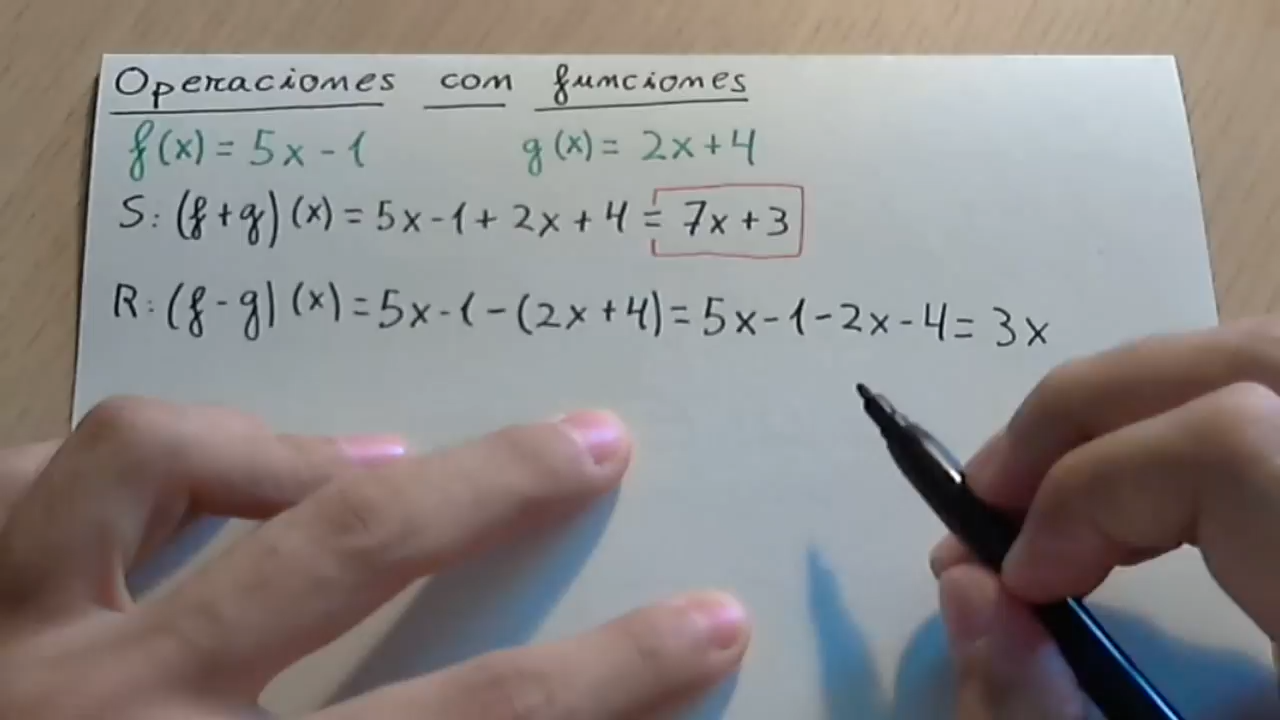 Operaciones com funciones
f(x) = 5x - 1 g(x) = 2x + 4
S: (f + g)(x) = 5x - 1 + 2x + 4 = 7x + 3
R: (f - g)(x) = 5x - 1 - (2x + 4) = 5x - 1 - 2x - 4 = 3x